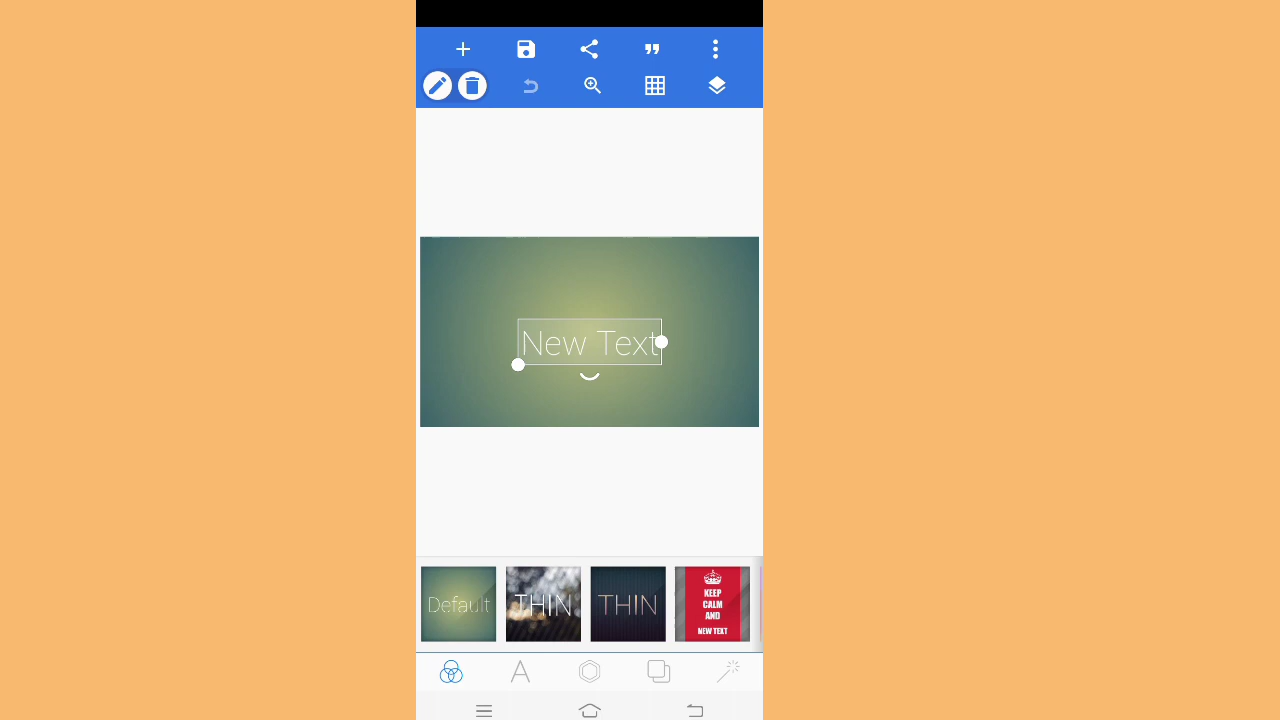 New Text
Default
THIN
THIN
KEEP
CALM
AND
NEW TEXT